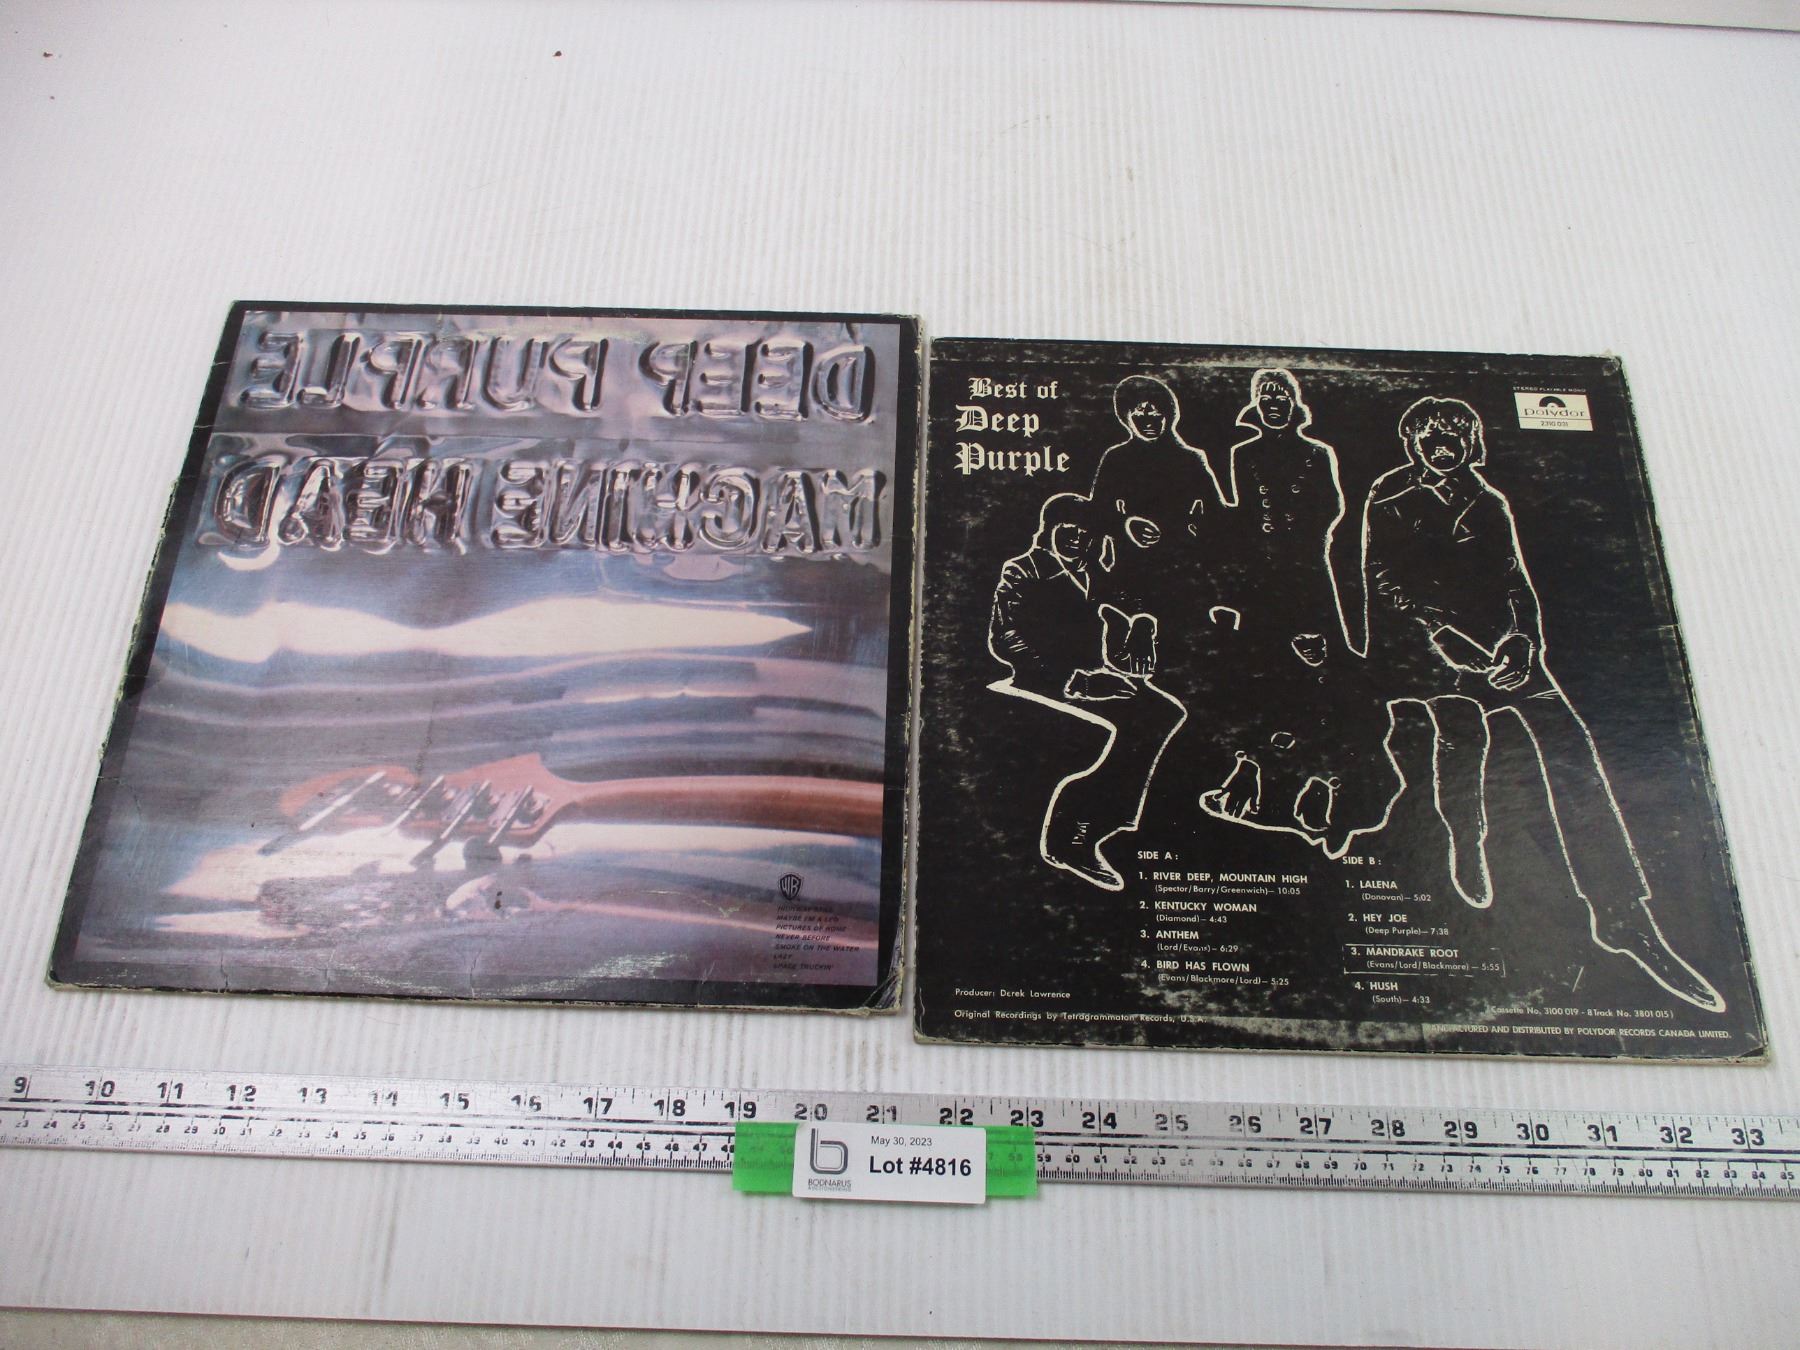 DEEP PURPLE
MACHINE HEAD
WB
HIGHWAY STAR
MAYBE I'M A LEO
PICTURES OF HOME
NEVER BEFORE
SMOKE ON THE WATER
LAZY
SPACE TRUCKIN'
Best of
Deep
Purple
STEREO PLAYABLE MONO
polydor
2310 031
SIDE A :
1. RIVER DEEP, MOUNTAIN HIGH
(Spector/Barry/Greenwich)— 10:05
2. KENTUCKY WOMAN
(Diamond)— 4:43
3. ANTHEM
(Lord/Evans)— 6:29
4. BIRD HAS FLOWN
(Evans/Blackmore/Lord)— 5:25
SIDE B :
1. LALENA
(Donovan)— 5:02
2. HEY JOE
(Deep Purple)— 7:38
3. MANDRAKE ROOT
(Evans/Lord/Blackmore) — 5:55
4. HUSH
(South)— 4:33
Producer: Derek Lawrence
Original Recordings by Tetragrammaton Records, U.S.A.
(Cassette No. 3100 019 - 8 Track No. 3801 015)
MANUFACTURED AND DISTRIBUTED BY POLYDOR RECORDS CANADA LIMITED.
9 10 11 12 13 14 15 16 17 18 19 20 21 22 23 24 25 26 27 28 29 30 31 32 33
May 30, 2023
Lot #4816
BODNARUS